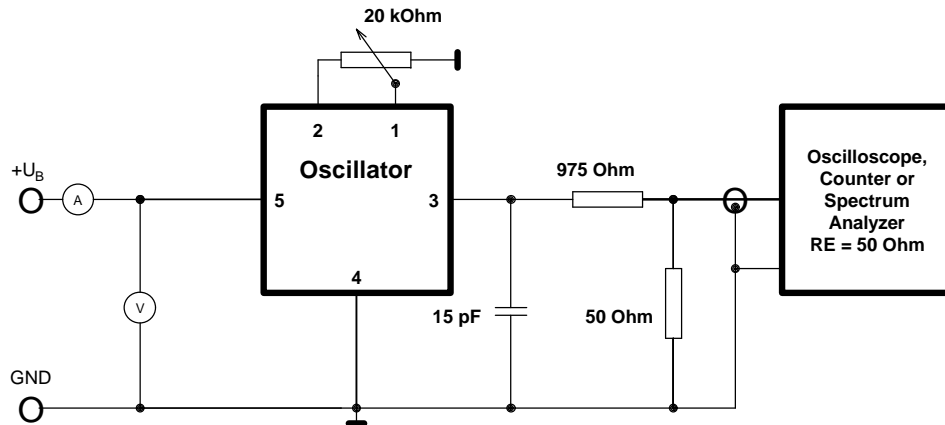 20 kOhm
2
1
Oscillator
+U_B
A
5
3
975 Ohm
Oscilloscope,
Counter or
Spectrum
Analyzer
RE = 50 Ohm
4
V
15 pF
50 Ohm
GND